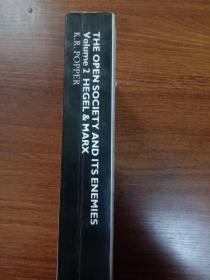 THE OPEN SOCIETY AND ITS ENEMIES
Volume 2 HEGEL & MARX
K.R. POPPER